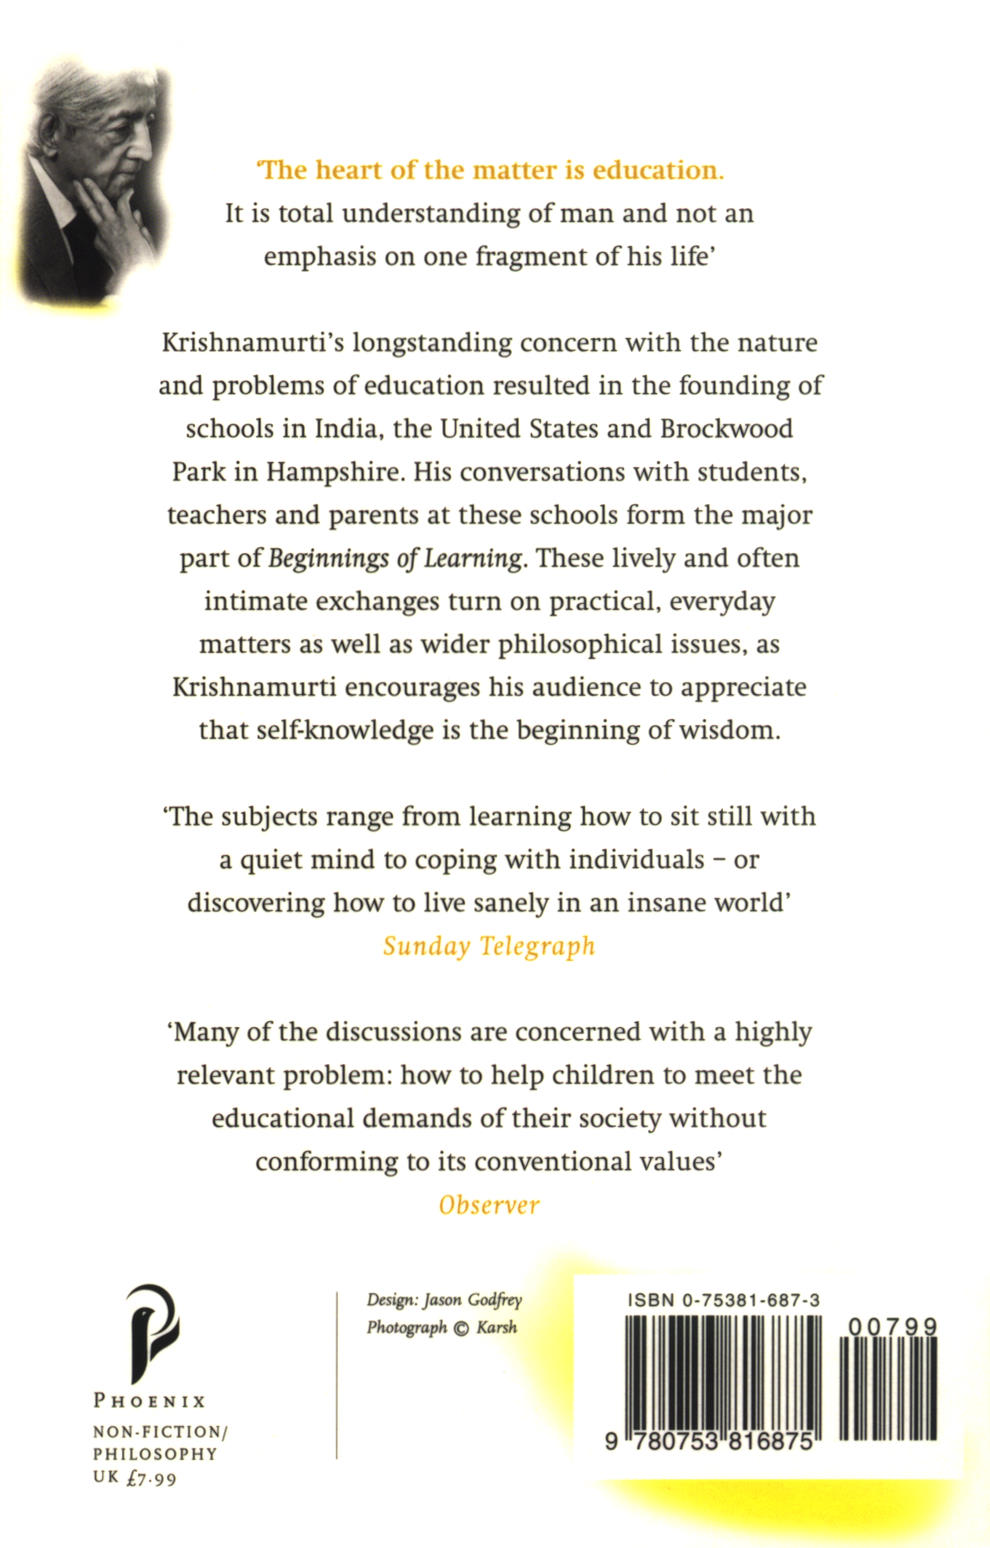 ‘The heart of the matter is education.
It is total understanding of man and not an
emphasis on one fragment of his life’
Krishnamurti’s longstanding concern with the nature
and problems of education resulted in the founding of
schools in India, the United States and Brockwood
Park in Hampshire. His conversations with students,
teachers and parents at these schools form the major
part of Beginnings of Learning. These lively and often
intimate exchanges turn on practical, everyday
matters as well as wider philosophical issues, as
Krishnamurti encourages his audience to appreciate
that self-knowledge is the beginning of wisdom.
‘The subjects range from learning how to sit still with
a quiet mind to coping with individuals – or
discovering how to live sanely in an insane world’
Sunday Telegraph
‘Many of the discussions are concerned with a highly
relevant problem: how to help children to meet the
educational demands of their society without
conforming to its conventional values’
Observer
PHOENIX
NON-FICTION/
PHILOSOPHY
UK £7.99
Design: Jason Godfrey
Photograph © Karsh
ISBN 0-75381-687-3
00799
9 780753 816875